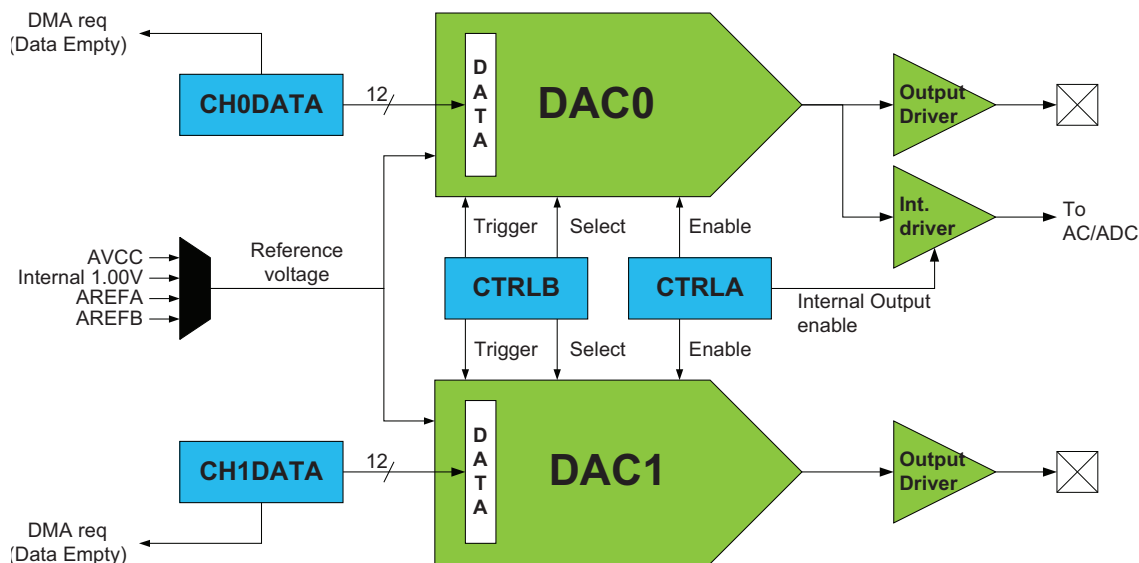 DMA req
(Data Empty)
CH0DATA
12
DATA
DAC0
Output
Driver
Trigger
Select
Enable
Int.
driver
To
AC/ADC
AVCC
Internal 1.00V
AREFA
AREFB
Reference
voltage
CTRLB
CTRLA
Internal Output
enable
Trigger
Select
Enable
CH1DATA
12
DATA
DAC1
Output
Driver
DMA req
(Data Empty)